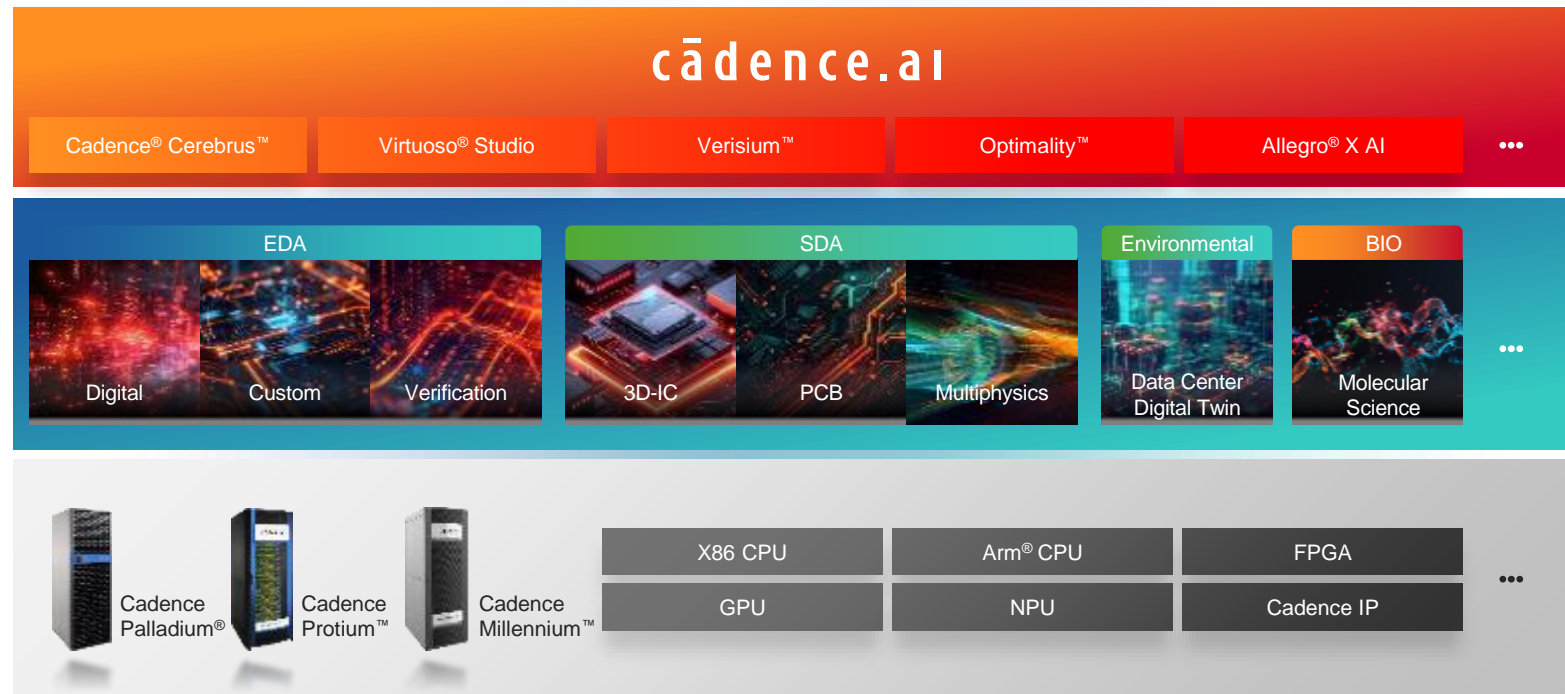 cādence.aı
Cadence® Cerebrus™
Virtuoso® Studio
Verisium™
Optimality™
Allegro® X AI
•••
EDA
SDA
Environmental
BIO
Digital
Custom
Verification
3D-IC
PCB
Multiphysics
Data Center
Digital Twin
Molecular
Science
•••
Cadence
Palladium®
Cadence
Protium™
Cadence
Millennium™
X86 CPU
Arm® CPU
FPGA
GPU
NPU
Cadence IP
•••